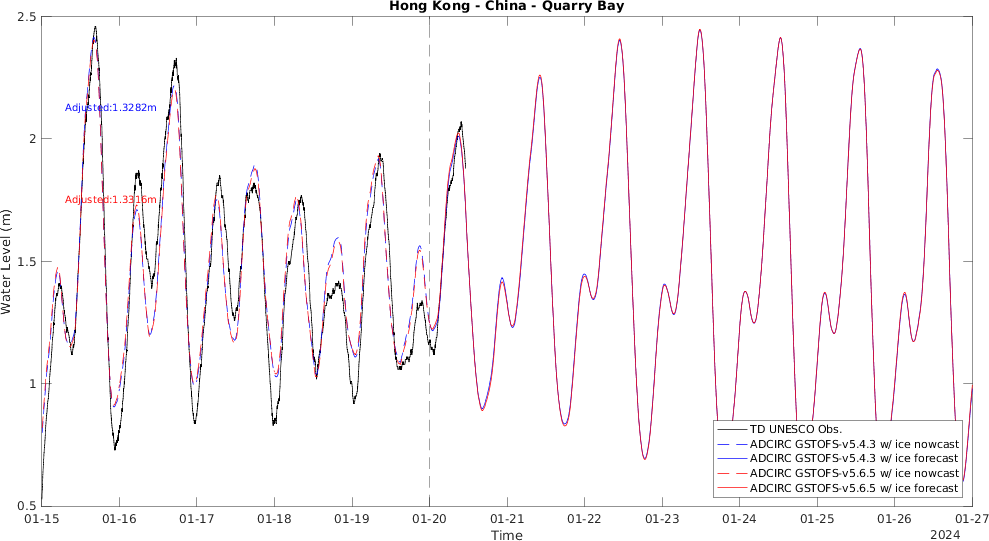 Hong Kong - China - Quarry Bay
2.5
2
1.5
1
0.5
Water Level (m)
Adjusted:1.3282m
Adjusted:1.3316m
TD UNESCO Obs.
ADCIRC GSTOFS-v5.4.3 w/ ice nowcast
ADCIRC GSTOFS-v5.4.3 w/ ice forecast
ADCIRC GSTOFS-v5.6.5 w/ ice nowcast
ADCIRC GSTOFS-v5.6.5 w/ ice forecast
01-15 01-16 01-17 01-18 01-19 01-20 01-21 01-22 01-23 01-24 01-25 01-26 01-27
Time
2024